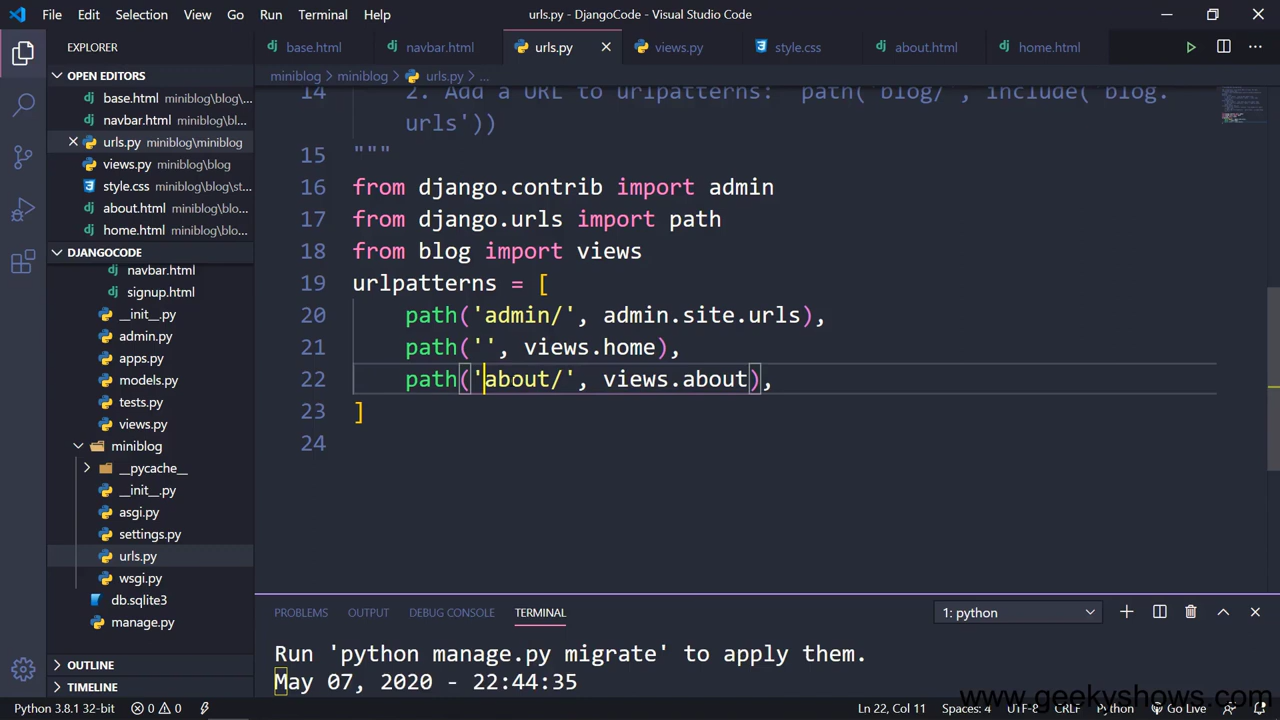 File Edit Selection View Go Run Terminal Help
urls.py - DjangoCode - Visual Studio Code
EXPLORER
OPEN EDITORS
base.html miniblog\blog\...
navbar.html miniblog\bl...
urls.py miniblog\miniblog
views.py miniblog\blog
style.css miniblog\blog\st...
about.html miniblog\blo...
home.html miniblog\blo...
DJANGOCODE
navbar.html
signup.html
__init__.py
admin.py
apps.py
models.py
tests.py
views.py
miniblog
__pycache__
__init__.py
asgi.py
settings.py
urls.py
wsgi.py
db.sqlite3
manage.py
OUTLINE
TIMELINE
base.html navbar.html urls.py views.py style.css about.html home.html
miniblog > miniblog > urls.py > ...
14 2. Add a URL to urlpatterns: path('blog/', include('blog.
urls'))
15 """
16 from django.contrib import admin
17 from django.urls import path
18 from blog import views
19 urlpatterns = [
20 path('admin/', admin.site.urls),
21 path('', views.home),
22 path('about/', views.about),
23 ]
24
PROBLEMS OUTPUT DEBUG CONSOLE TERMINAL 1: python
Run 'python manage.py migrate' to apply them.
May 07, 2020 - 22:44:35
www.geekyshows.com
Python 3.8.1 32-bit 0 0 Ln 22, Col 11 Spaces: 4 UTF-8 CRLF Python Go Live